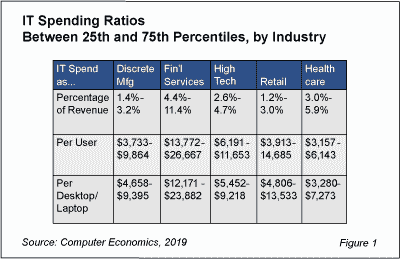 IT Spending Ratios
Between 25th and 75th Percentiles, by Industry
IT Spend as... Discrete Mfg Fin'l Services High Tech Retail Health care
Percentage of Revenue 1.4%-3.2% 4.4%-11.4% 2.6%-4.7% 1.2%-3.0% 3.0%-5.9%
Per User $3,733-$9,864 $13,772-$26,667 $6,191-$11,653 $3,913-14,685 $3,157-$6,143
Per Desktop/Laptop $4,658-$9,395 $12,171-$23,882 $5,452-$9,218 $4,806-$13,533 $3,280-$7,273
Source: Computer Economics, 2019 Figure 1